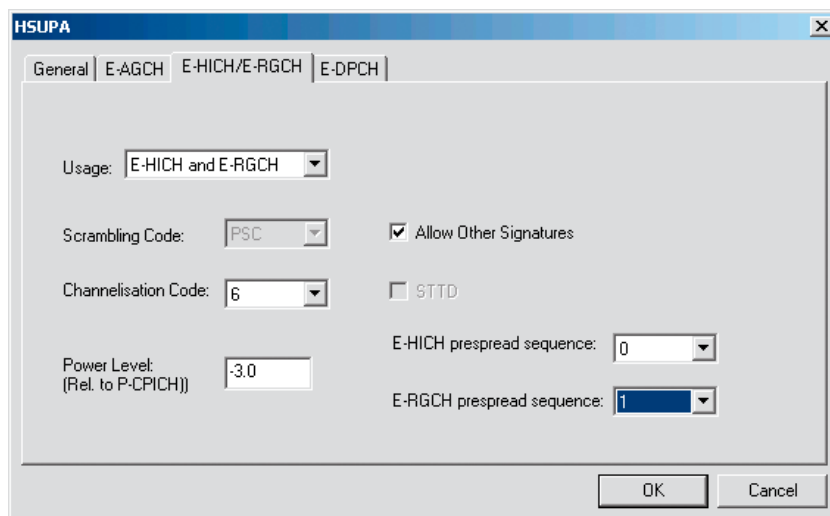 HSUPA
General E-AGCH E-HICH/E-RGCH E-DPCH
Usage: E-HICH and E-RGCH
Scrambling Code: PSC Allow Other Signatures
Channelisation Code: 6 STTD
E-HICH prespread sequence: 0
Power Level:
(Rel. to P-CPICH)) -3.0
E-RGCH prespread sequence: 1
OK Cancel